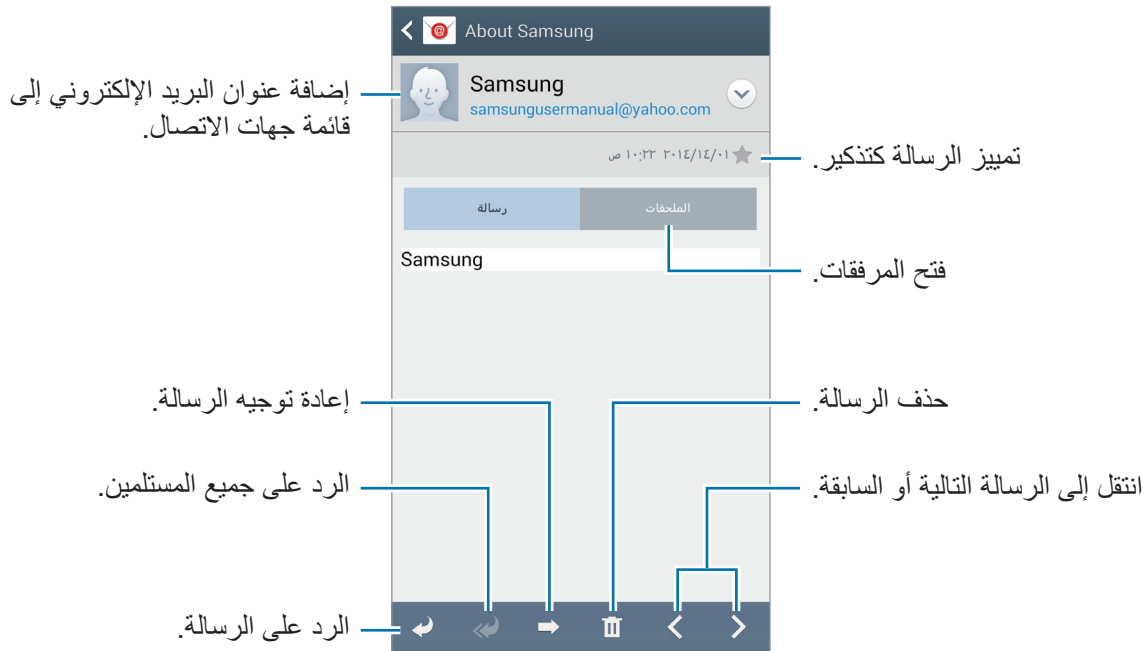 About Samsung
إضافة عنوان البريد الإلكتروني إلى
قائمة جهات الاتصال.
Samsung
samsungusermanual@yahoo.com
تمييز الرسالة كتذكير.
٢٠١٤/١٤/٠١ ١٠:٢٢ ص
الملحقات
رسالة
Samsung
فتح المرفقات.
حذف الرسالة.
إعادة توجيه الرسالة.
انتقل إلى الرسالة التالية أو السابقة.
الرد على جميع المستلمين.
الرد على الرسالة.